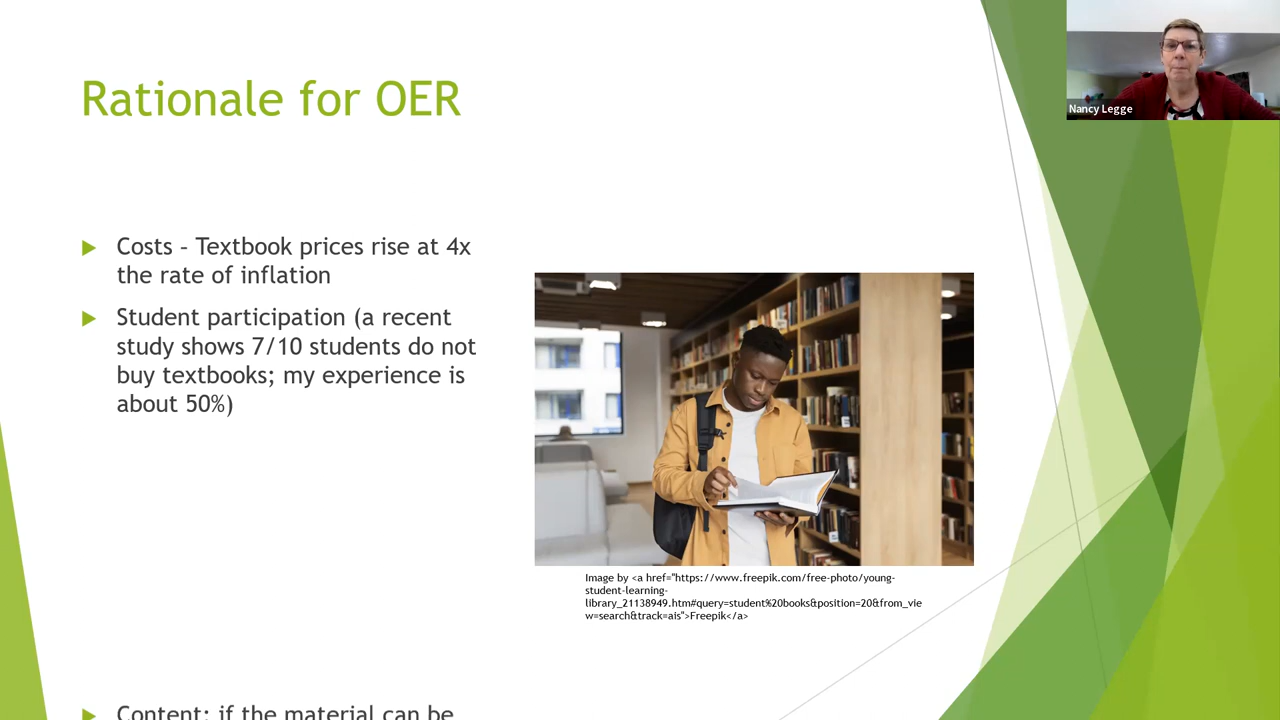 Rationale for OER
Nancy Legge
Costs – Textbook prices rise at 4x
the rate of inflation
Student participation (a recent
study shows 7/10 students do not
buy textbooks; my experience is
about 50%)
Image by <a href="https://www.freepik.com/free-photo/young-
student-learning-
library_21138949.htm#query=student%20books&position=20&from_vie
w=search&track=ais">Freepik</a>
Content: if the material can be